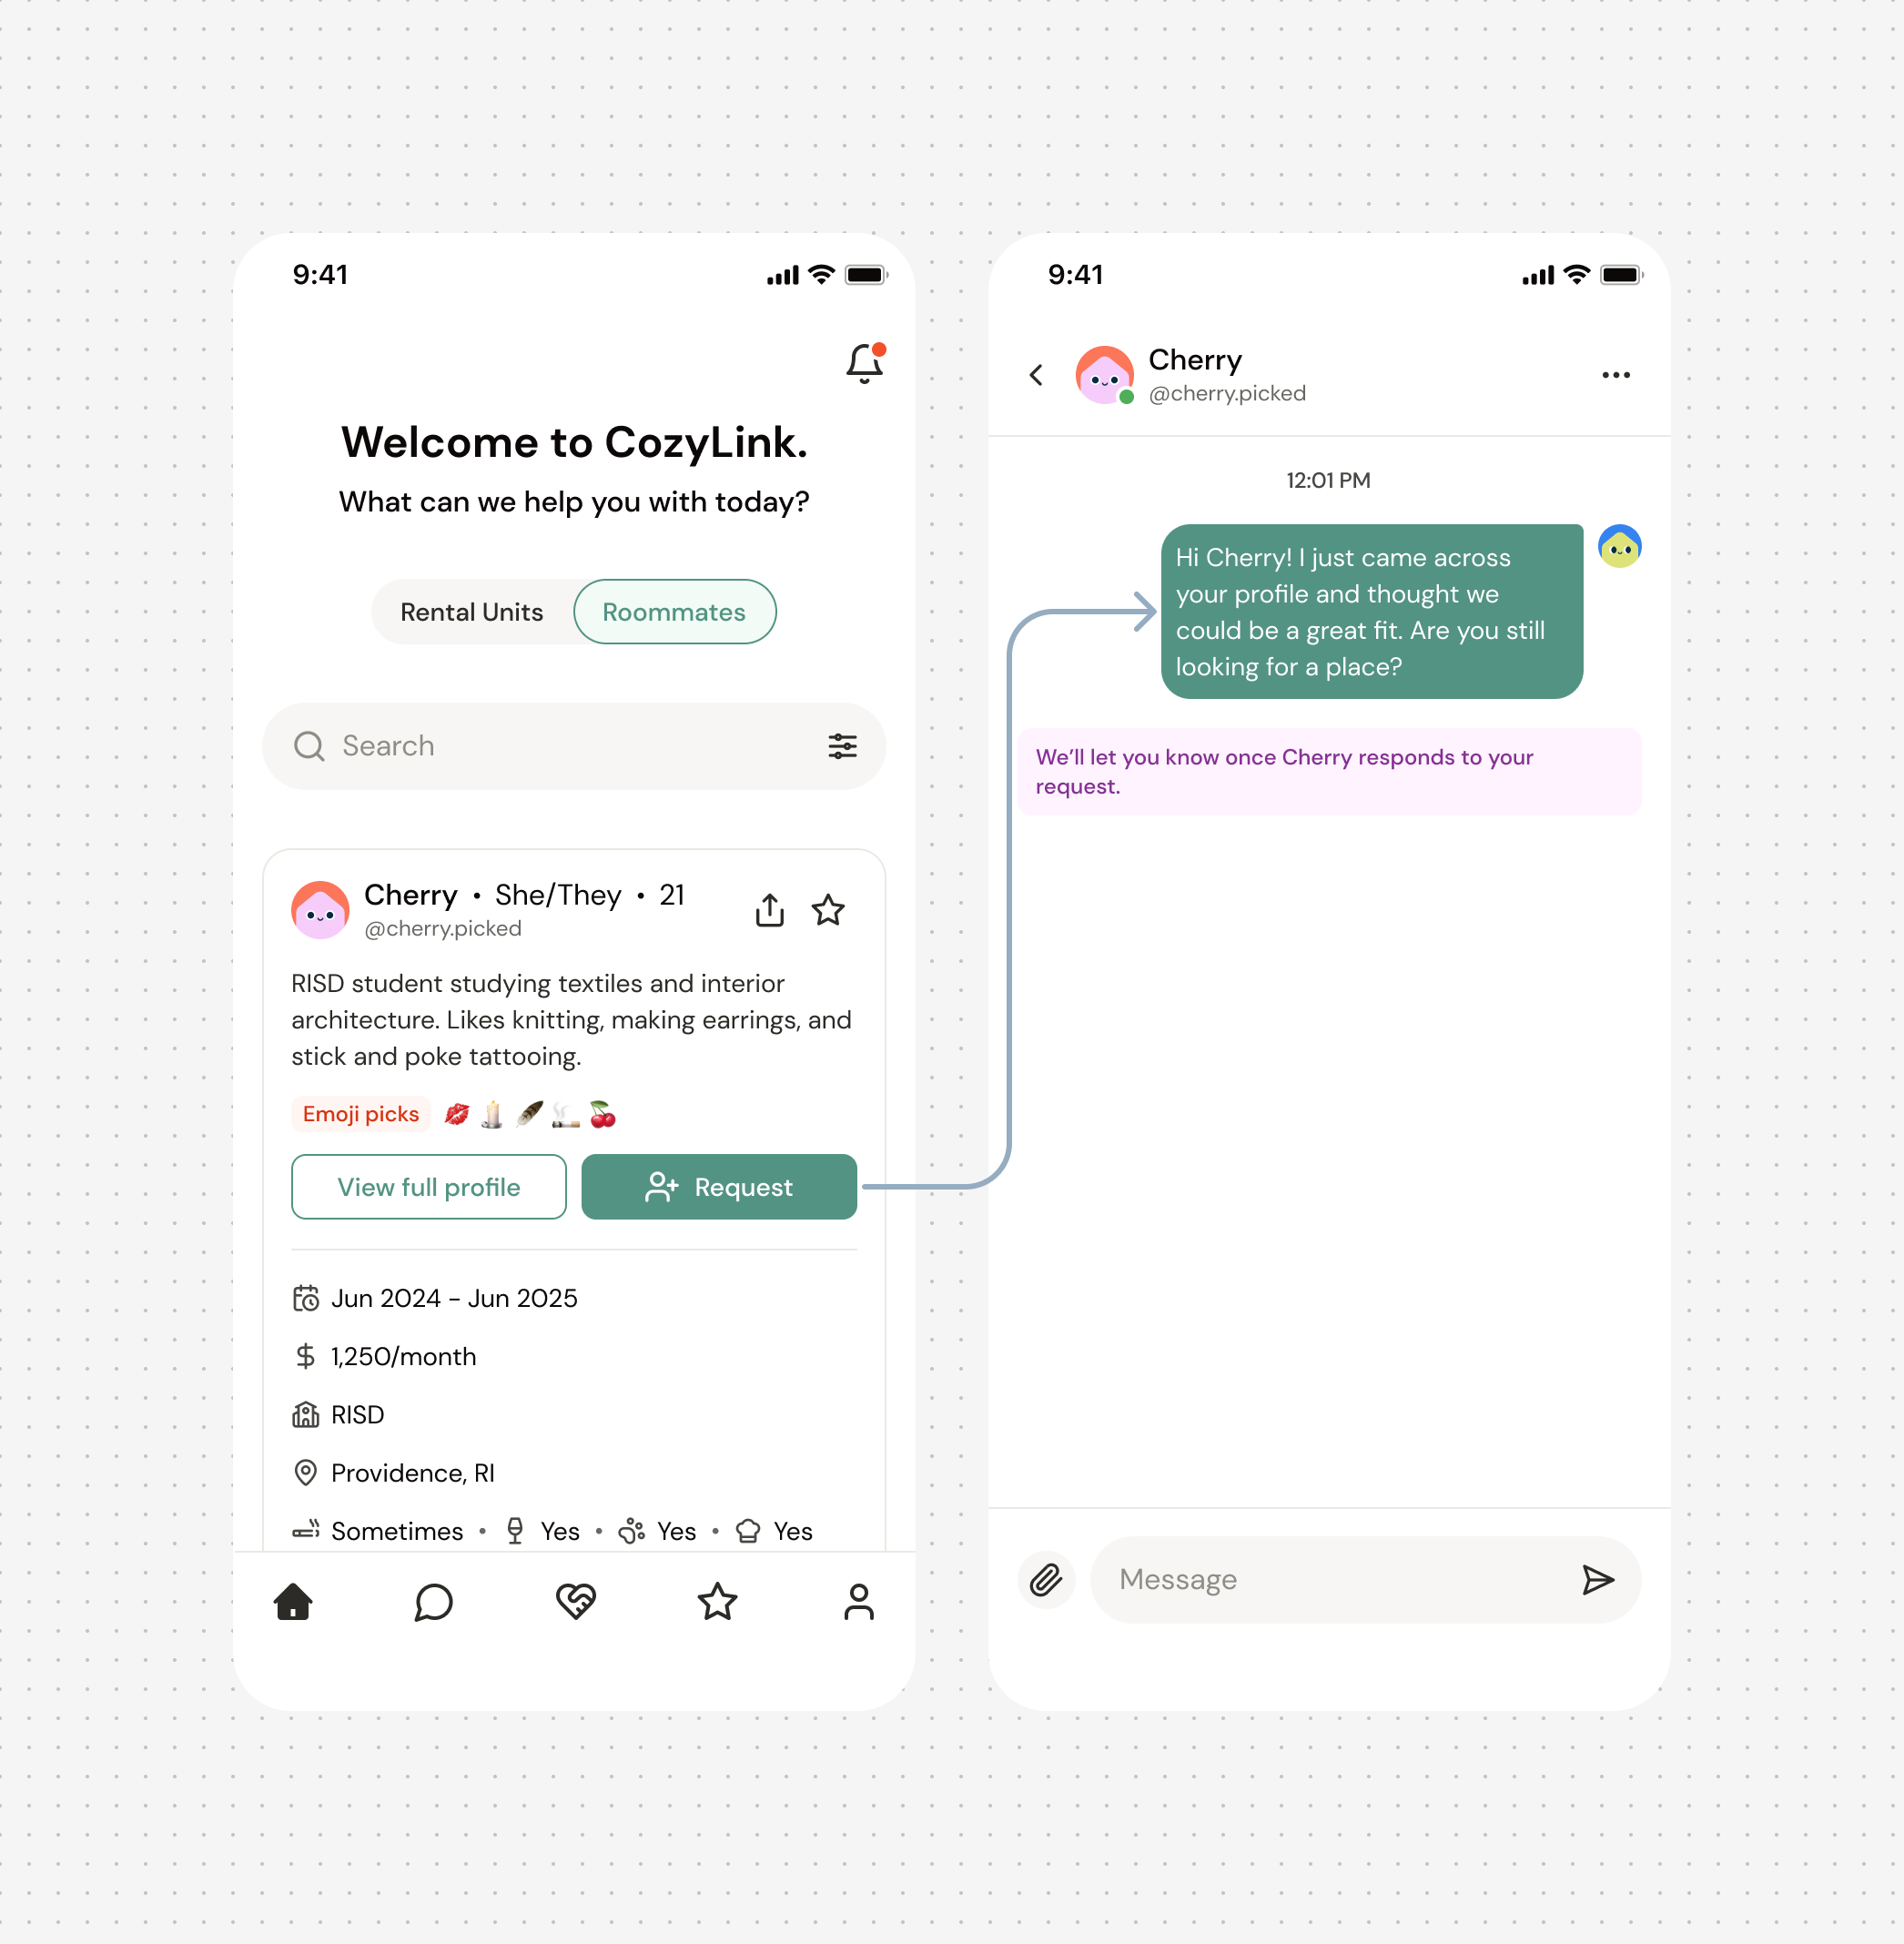 9:41
Welcome to CozyLink.
What can we help you with today?
Rental Units
Roommates
Search
Cherry • She/They • 21
@cherry.picked
RISD student studying textiles and interior
architecture. Likes knitting, making earrings, and
stick and poke tattooing.
Emoji picks 💋🕯️🪶🚬🍒
View full profile
Request
Jun 2024 - Jun 2025
$ 1,250/month
RISD
Providence, RI
Sometimes • Yes • Yes • Yes
9:41
Cherry
@cherry.picked
12:01 PM
Hi Cherry! I just came across
your profile and thought we
could be a great fit. Are you still
looking for a place?
We’ll let you know once Cherry responds to your
request.
Message